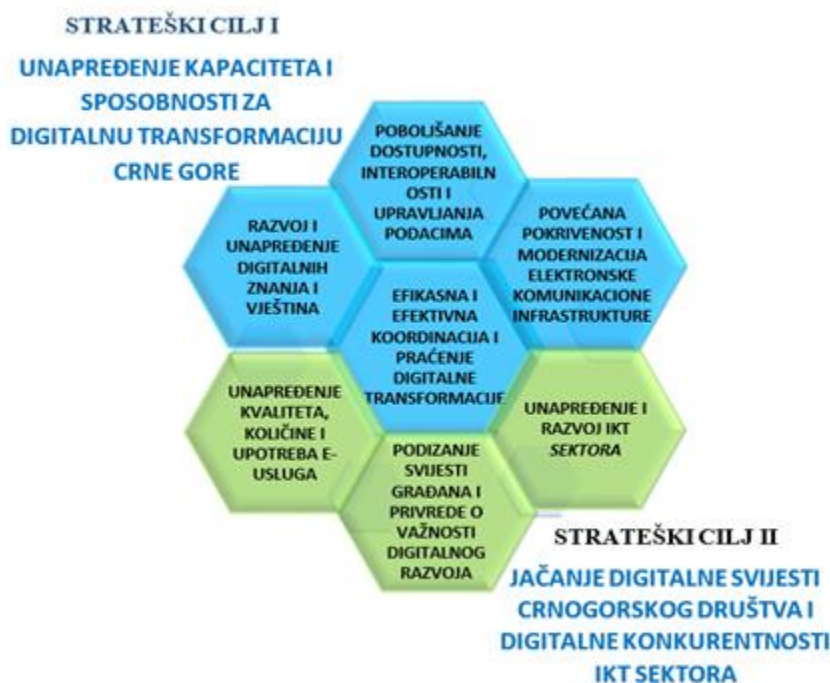 STRATEŠKI CILJ I
UNAPREĐENJE KAPACITETA I
SPOSOBNOSTI ZA
DIGITALNU TRANSFORMACIJU
CRNE GORE
POBOLJŠANJE
DOSTUPNOSTI,
INTEROPERABILN
OSTI I
UPRAVLJANJA
PODACIMA
RAZVOJ I
UNAPREĐENJE
DIGITALNIH
ZNANJA I
VJEŠTINA
POVEĆANA
POKRIVENOST I
MODERNIZACIJA
ELEKTRONSKE
KOMUNIKACIONE
INFRASTRUKTURE
EFIKASNA I
EFEKTIVNA
KOORDINACIJA I
PRAĆENJE
DIGITALNE
TRANSFORMACIJE
UNAPREĐENJE
KVALITETA,
KOLIČINE I
UPOTREBA E-
USLUGA
UNAPREĐENJE I
RAZVOJ IKT
SEKTORA
PODIZANJE
SVIJESTI
GRAĐANA I
PRIVREDE O
VAŽNOSTI
DIGITALNOG
RAZVOJA
STRATEŠKI CILJ II
JAČANJE DIGITALNE SVIJESTI
CRNOGORSKOG DRUŠTVA I
DIGITALNE KONKURENTNOSTI
IKT SEKTORA